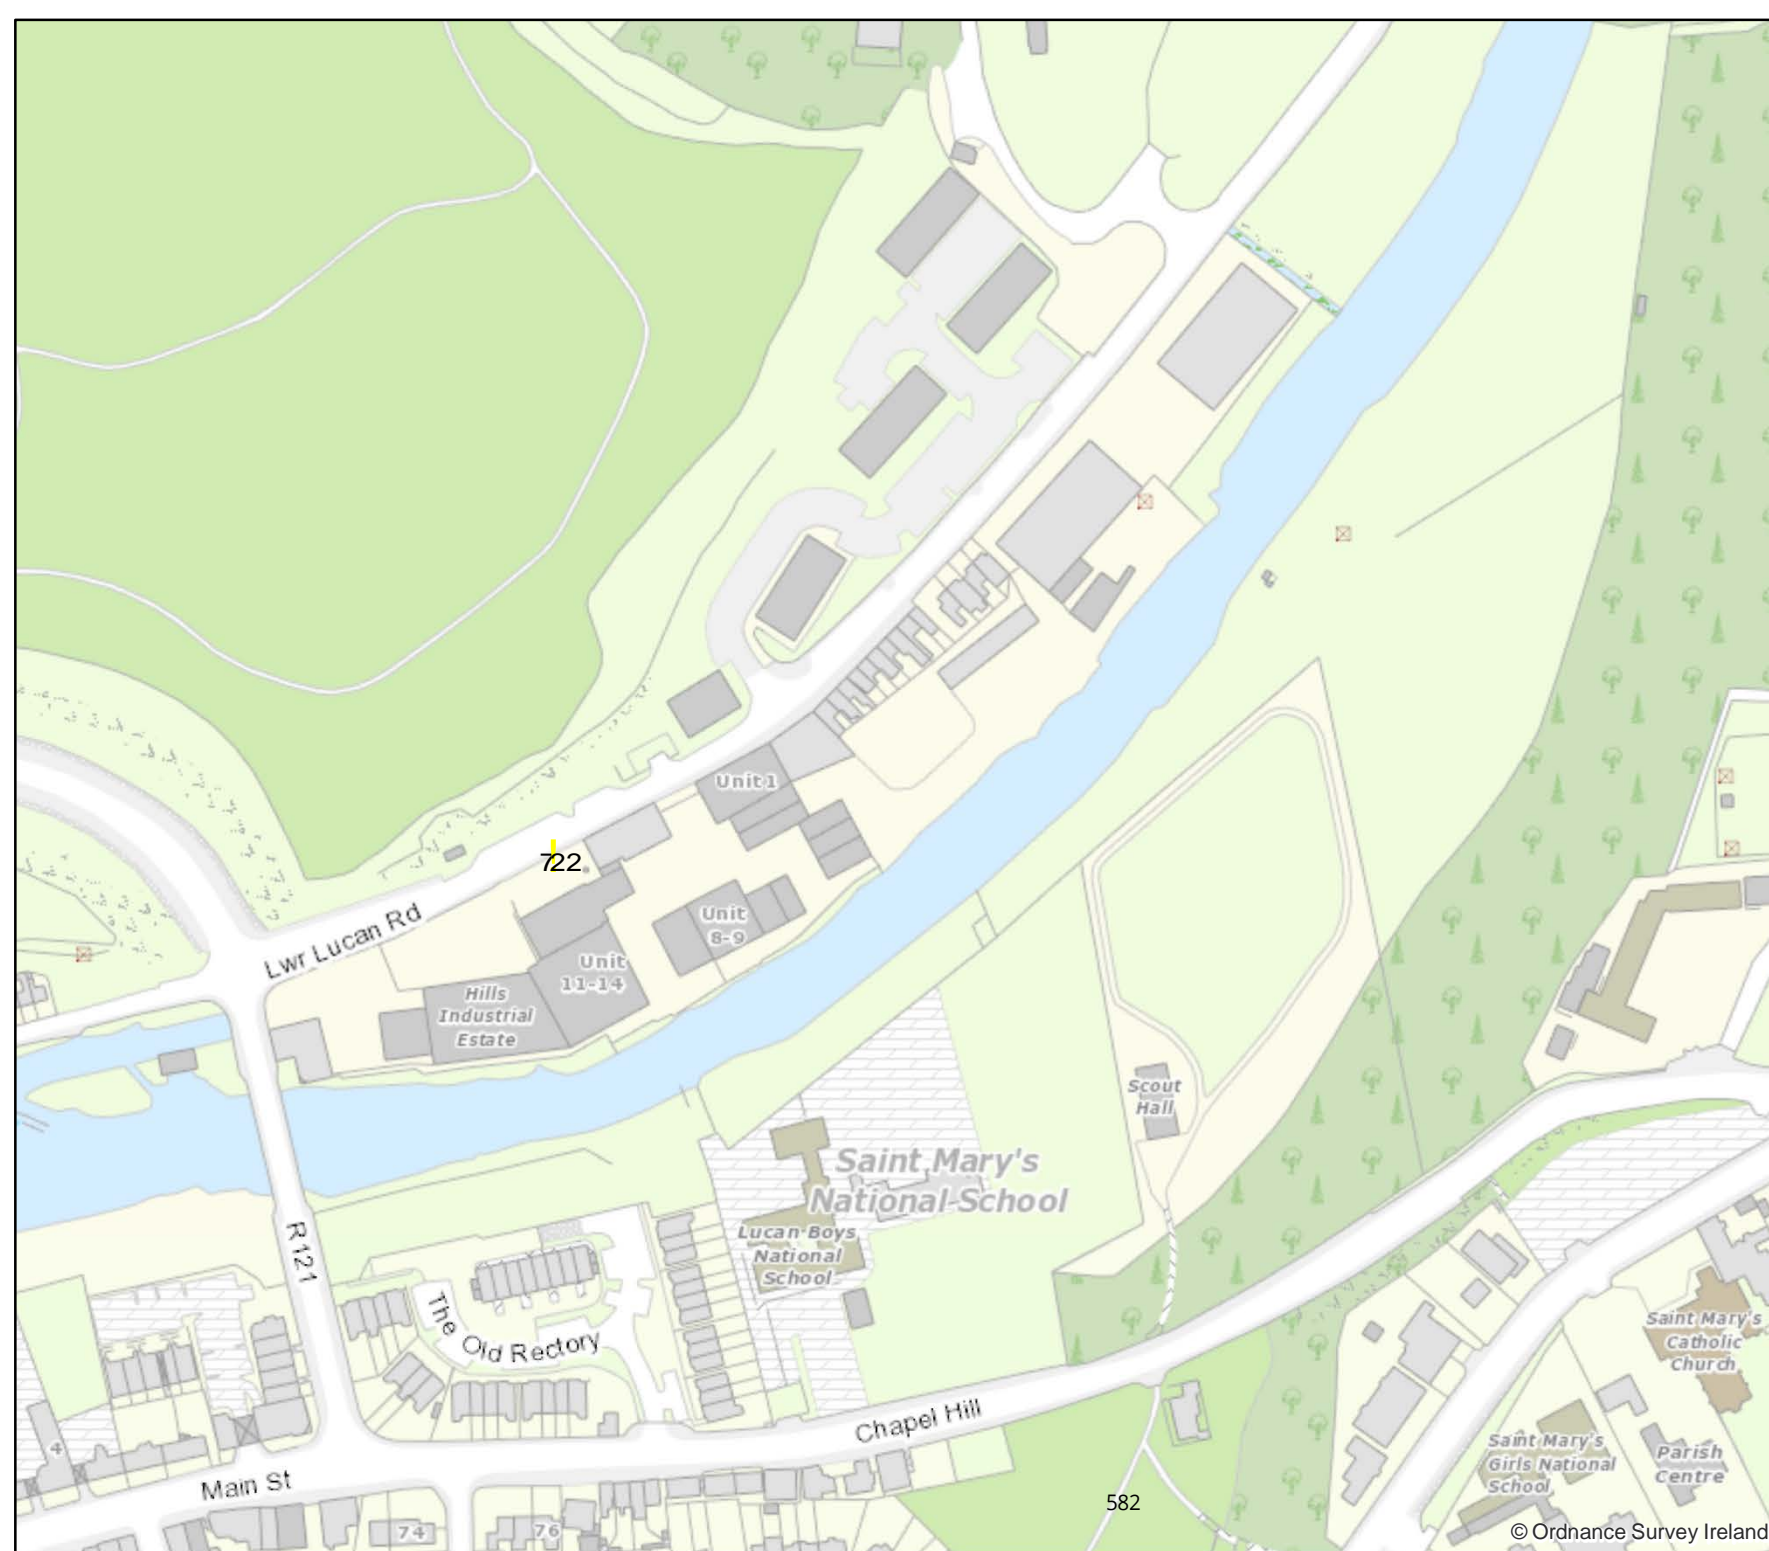 Unit 1
722
Lwr Lucan Rd
Unit
8-9
Unit
11-14
Hills
Industrial
Estate
Scout
Hall
Saint Mary's
National School
Lucan Boys
National
School
R121
The Old Rectory
Saint Mary's
Catholic
Church
Chapel Hill
4
Main St
Saint Mary's
Girls National
School
Parish
Centre
582
74
76
© Ordnance Survey Ireland